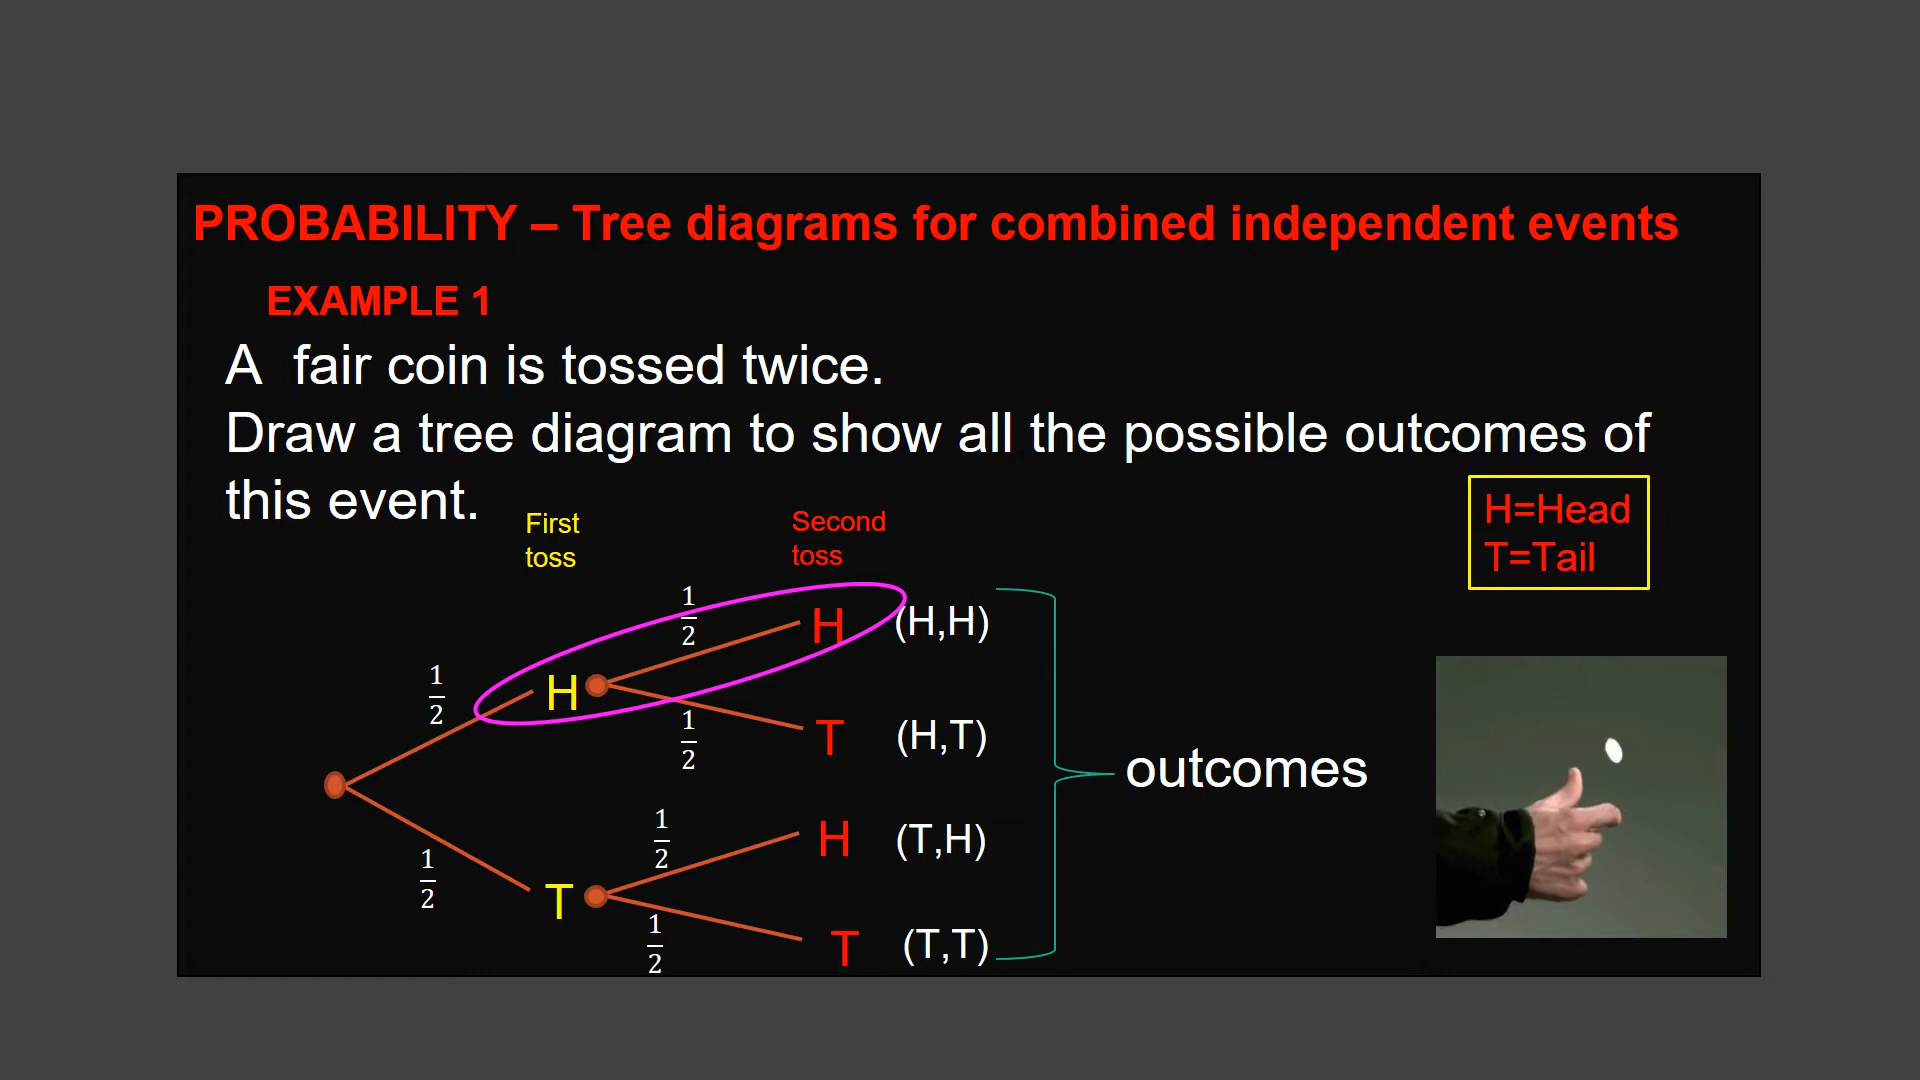 PROBABILITY – Tree diagrams for combined independent events
EXAMPLE 1
A fair coin is tossed twice.
Draw a tree diagram to show all the possible outcomes of
this event.
H=Head
T=Tail
First
toss
Second
toss
1/2
H
1/2
H
(H,H)
1/2
T
(H,T)
outcomes
1/2
T
1/2
H
(T,H)
1/2
T
(T,T)